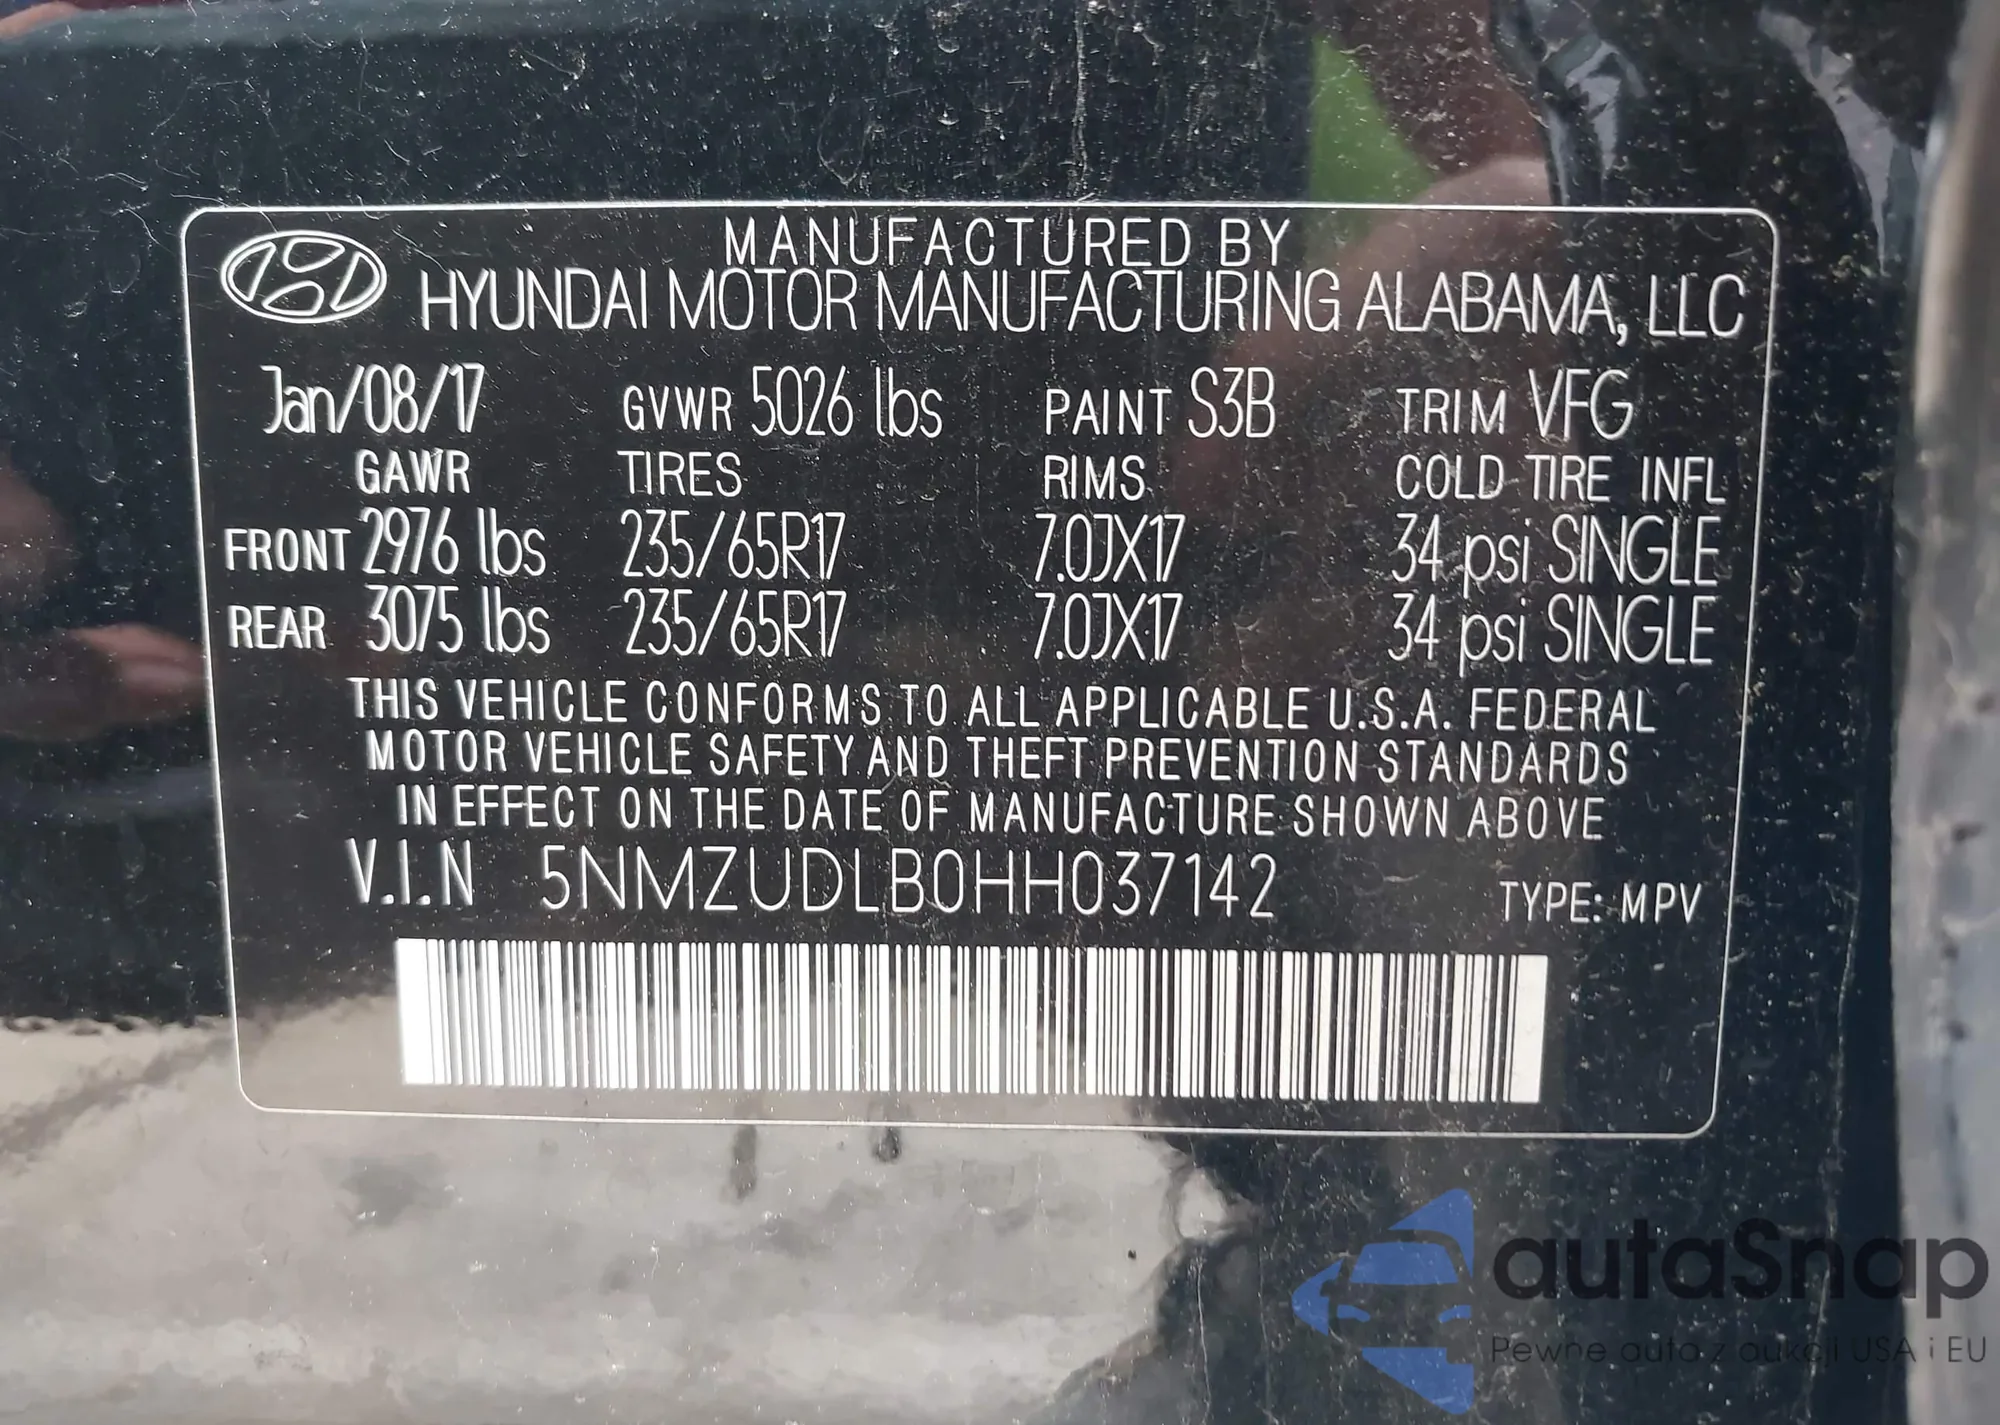 MANUFACTURED BY
HYUNDAI MOTOR MANUFACTURING ALABAMA, LLC
Jan/08/17 GVWR 5026 lbs PAINT S3B TRIM VFG
GAWR TIRES RIMS COLD TIRE INFL
FRONT 2976 lbs 235/65R17 7.0JX17 34 psi SINGLE
REAR 3075 lbs 235/65R17 7.0JX17 34 psi SINGLE
THIS VEHICLE CONFORMS TO ALL APPLICABLE U.S.A. FEDERAL
MOTOR VEHICLE SAFETY AND THEFT PREVENTION STANDARDS
IN EFFECT ON THE DATE OF MANUFACTURE SHOWN ABOVE
V.I.N 5NMZUDLB0HH037142 TYPE: MPV
autaSnap
Pewne auta z aukcji USA i EU